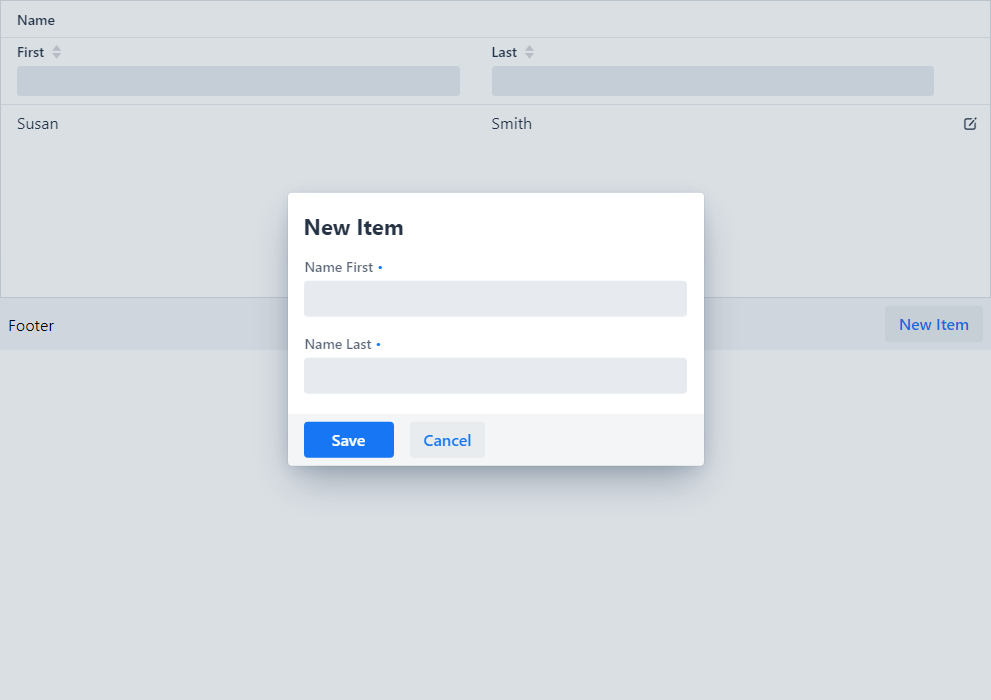 Name
First Last
Susan Smith
New Item
Name First •
Name Last •
Footer New Item
Save Cancel